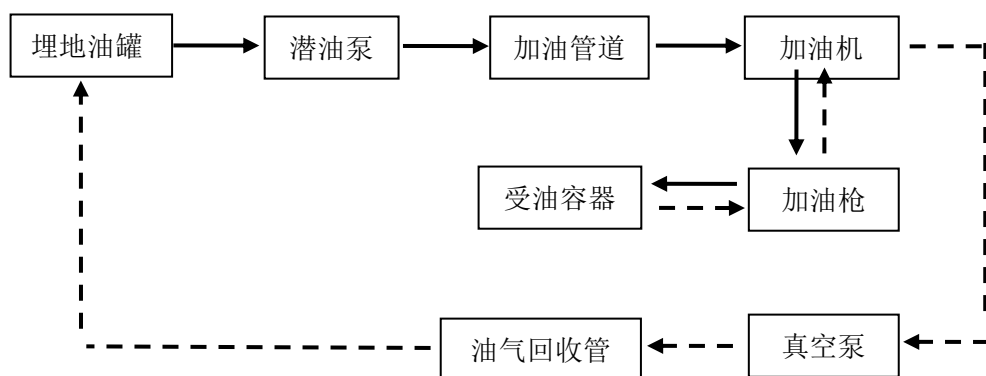 埋地油罐
潜油泵
加油管道
加油机
受油容器
加油枪
油气回收管
真空泵